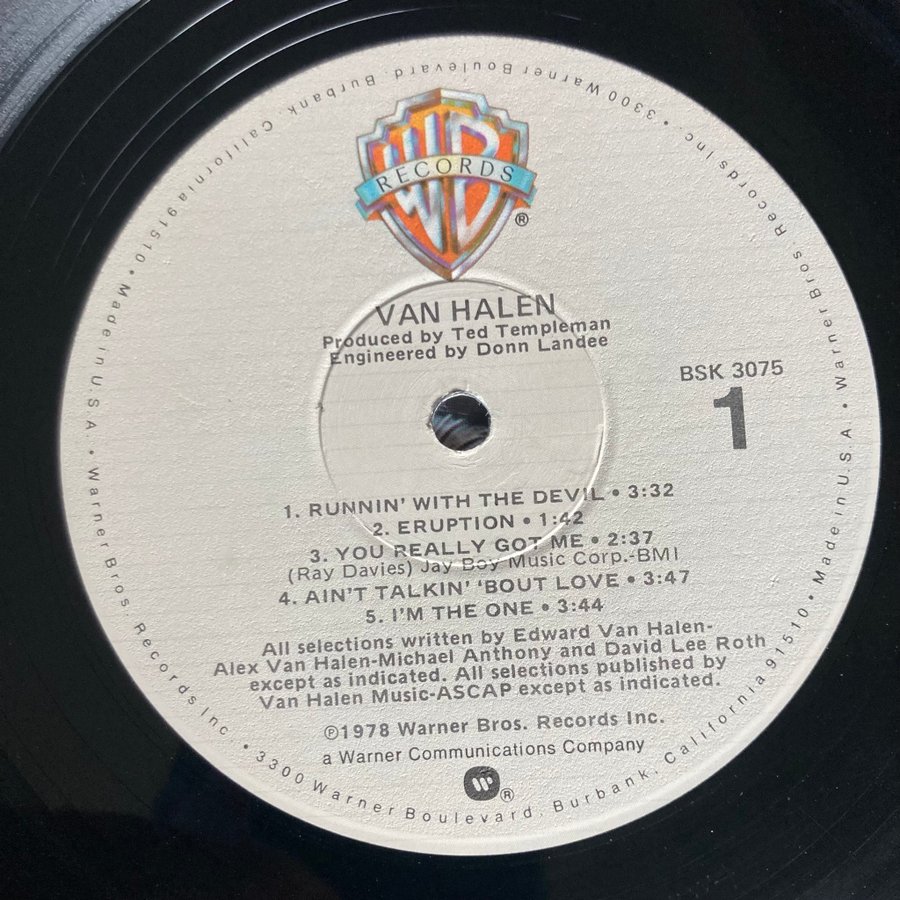 3300 Warner Boulevard, Burbank, California 91510 • Made in U.S.A. • Warner Bros. Records Inc. • 3300 Warner Boulevard, Burbank, California 91510 • Made in U.S.A. • Warner Bros. Records Inc. •
WB
RECORDS
®
VAN HALEN
Produced by Ted Templeman
Engineered by Donn Landee
BSK 3075
1
1. RUNNIN' WITH THE DEVIL • 3:32
2. ERUPTION • 1:42
3. YOU REALLY GOT ME • 2:37
(Ray Davies) Jay Boy Music Corp.-BMI
4. AIN'T TALKIN' 'BOUT LOVE • 3:47
5. I'M THE ONE • 3:44
All selections written by Edward Van Halen-
Alex Van Halen-Michael Anthony and David Lee Roth
except as indicated. All selections published by
Van Halen Music-ASCAP except as indicated.
℗1978 Warner Bros. Records Inc.
a Warner Communications Company
®